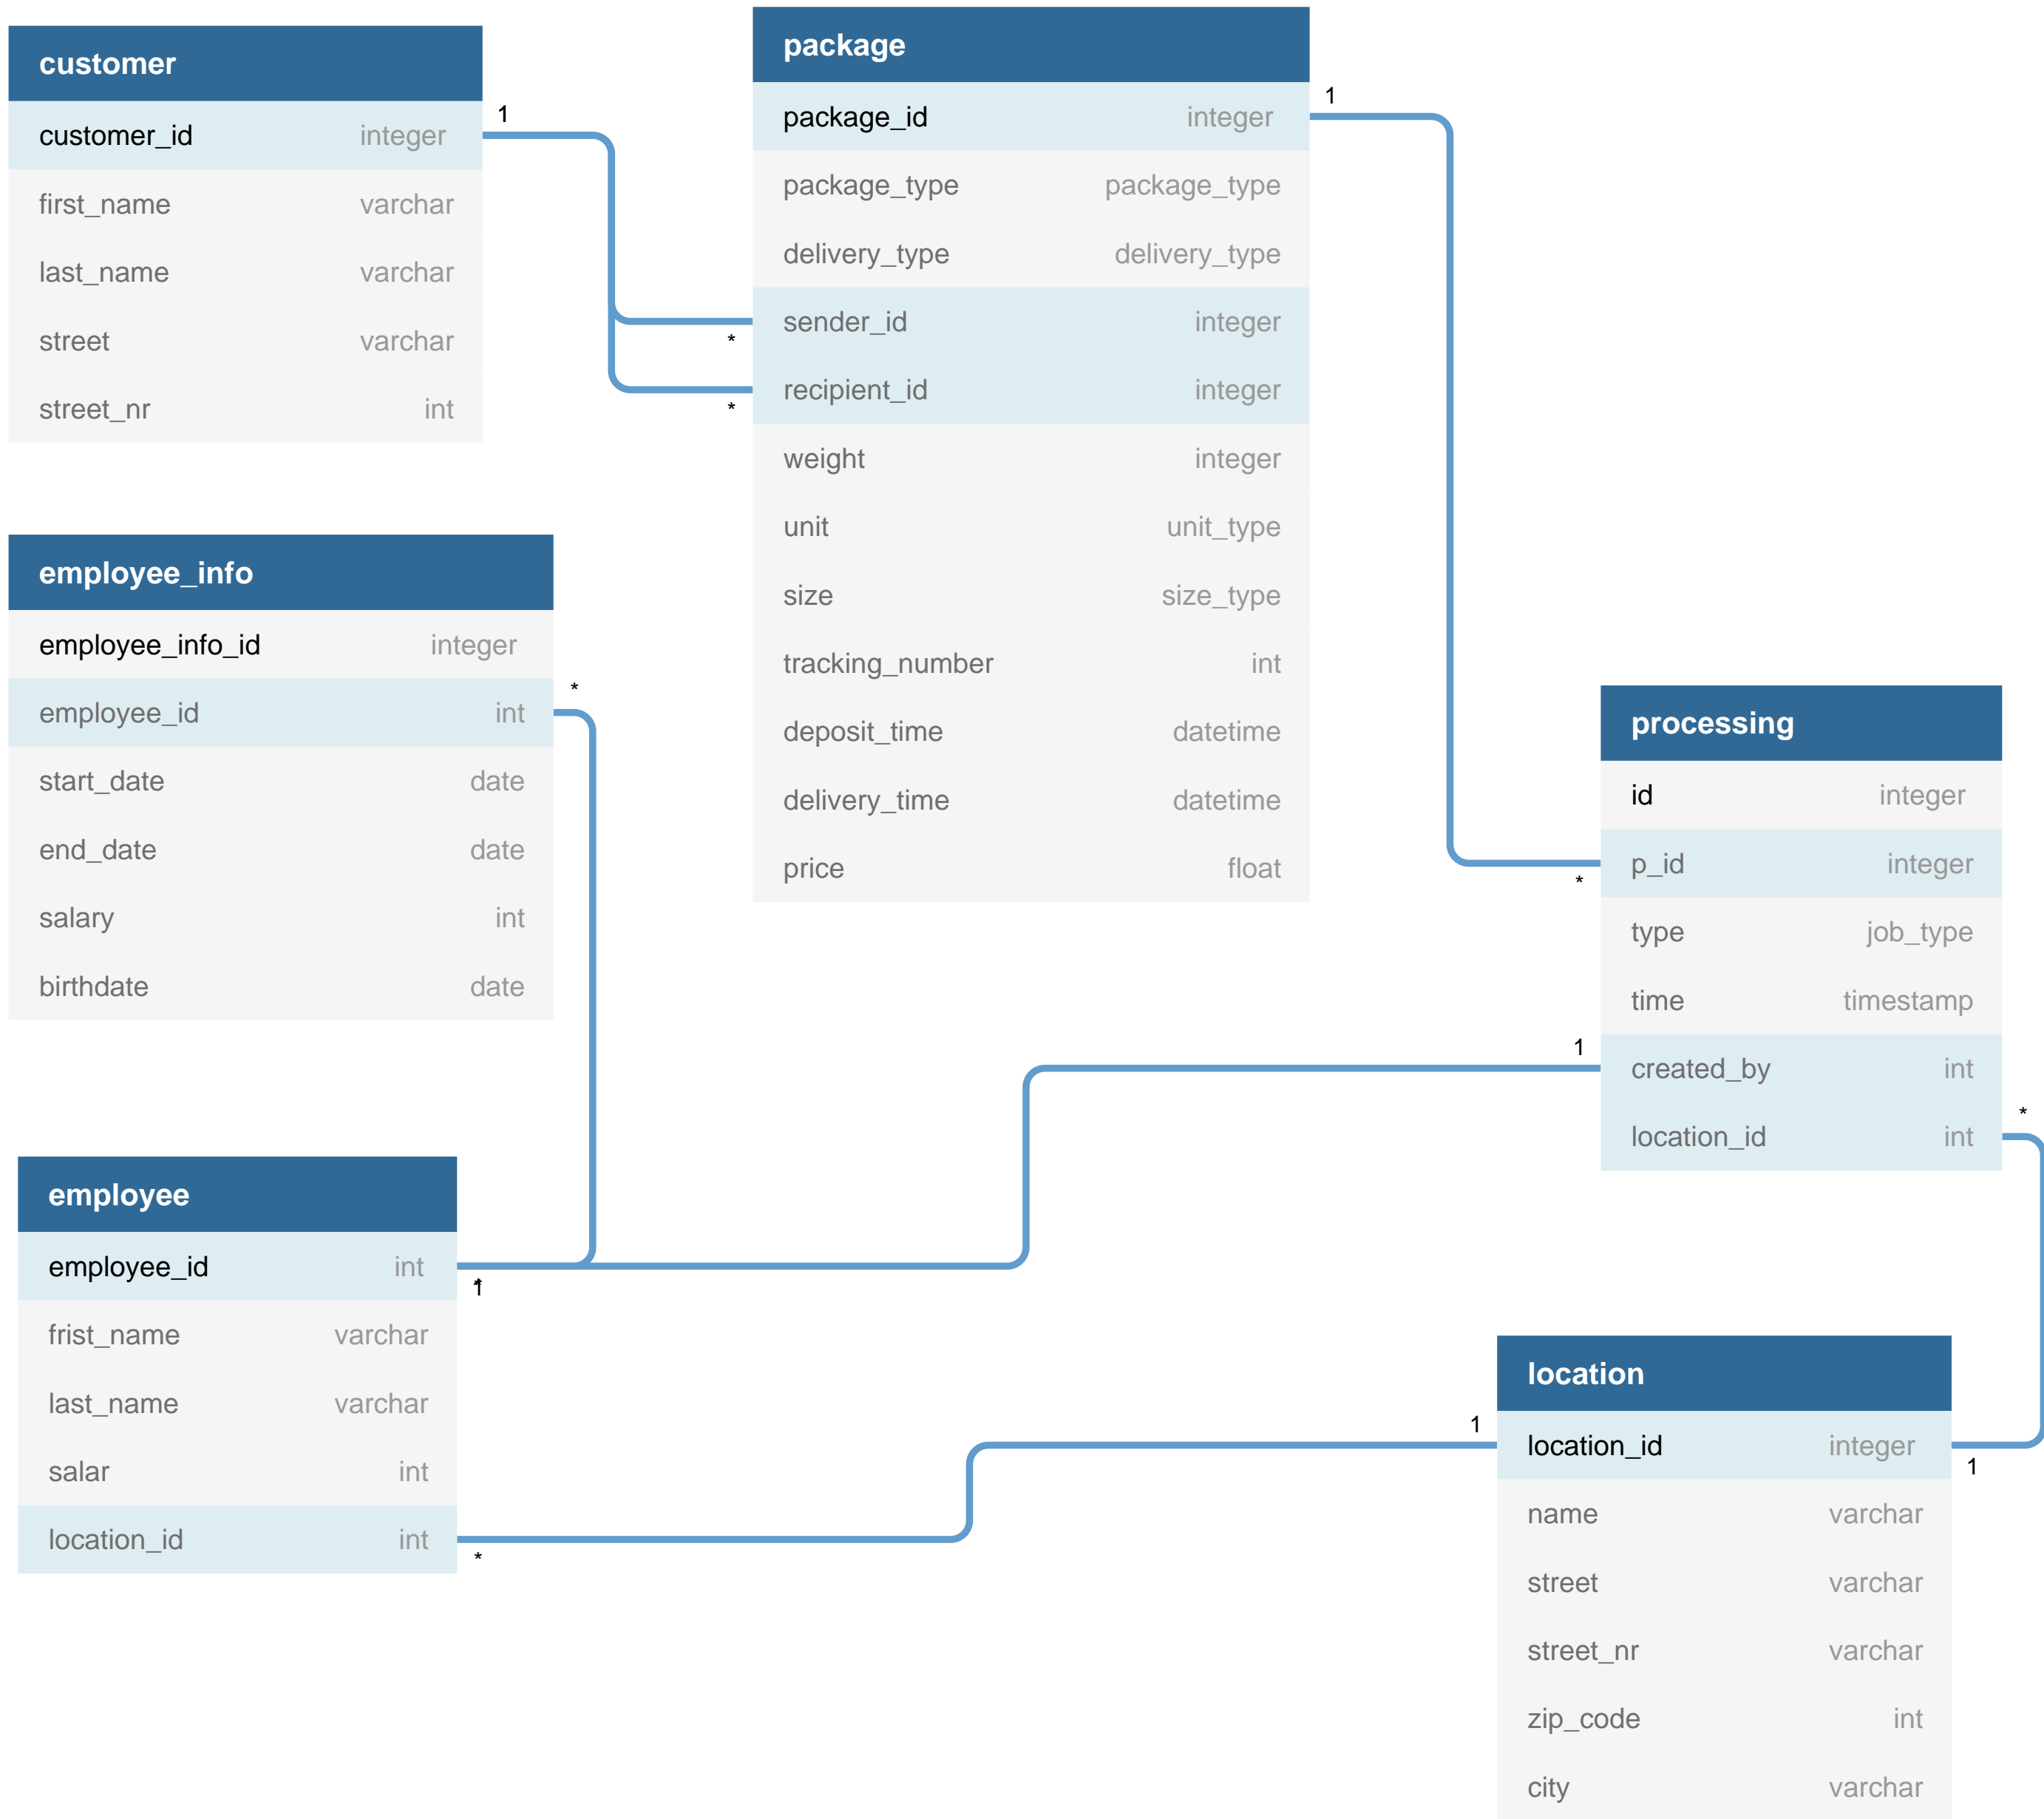 customer
customer_id integer
first_name varchar
last_name varchar
street varchar
street_nr int
1
package
package_id integer
package_type package_type
delivery_type delivery_type
sender_id integer
recipient_id integer
weight integer
unit unit_type
size size_type
tracking_number int
deposit_time datetime
delivery_time datetime
price float
*
*
1
employee_info
employee_info_id integer
employee_id int
start_date date
end_date date
salary int
birthdate date
*
processing
id integer
p_id integer
type job_type
time timestamp
created_by int
location_id int
*
1
*
employee
employee_id int
frist_name varchar
last_name varchar
salar int
location_id int
1
*
*
location
location_id integer
name varchar
street varchar
street_nr varchar
zip_code int
city varchar
1
1